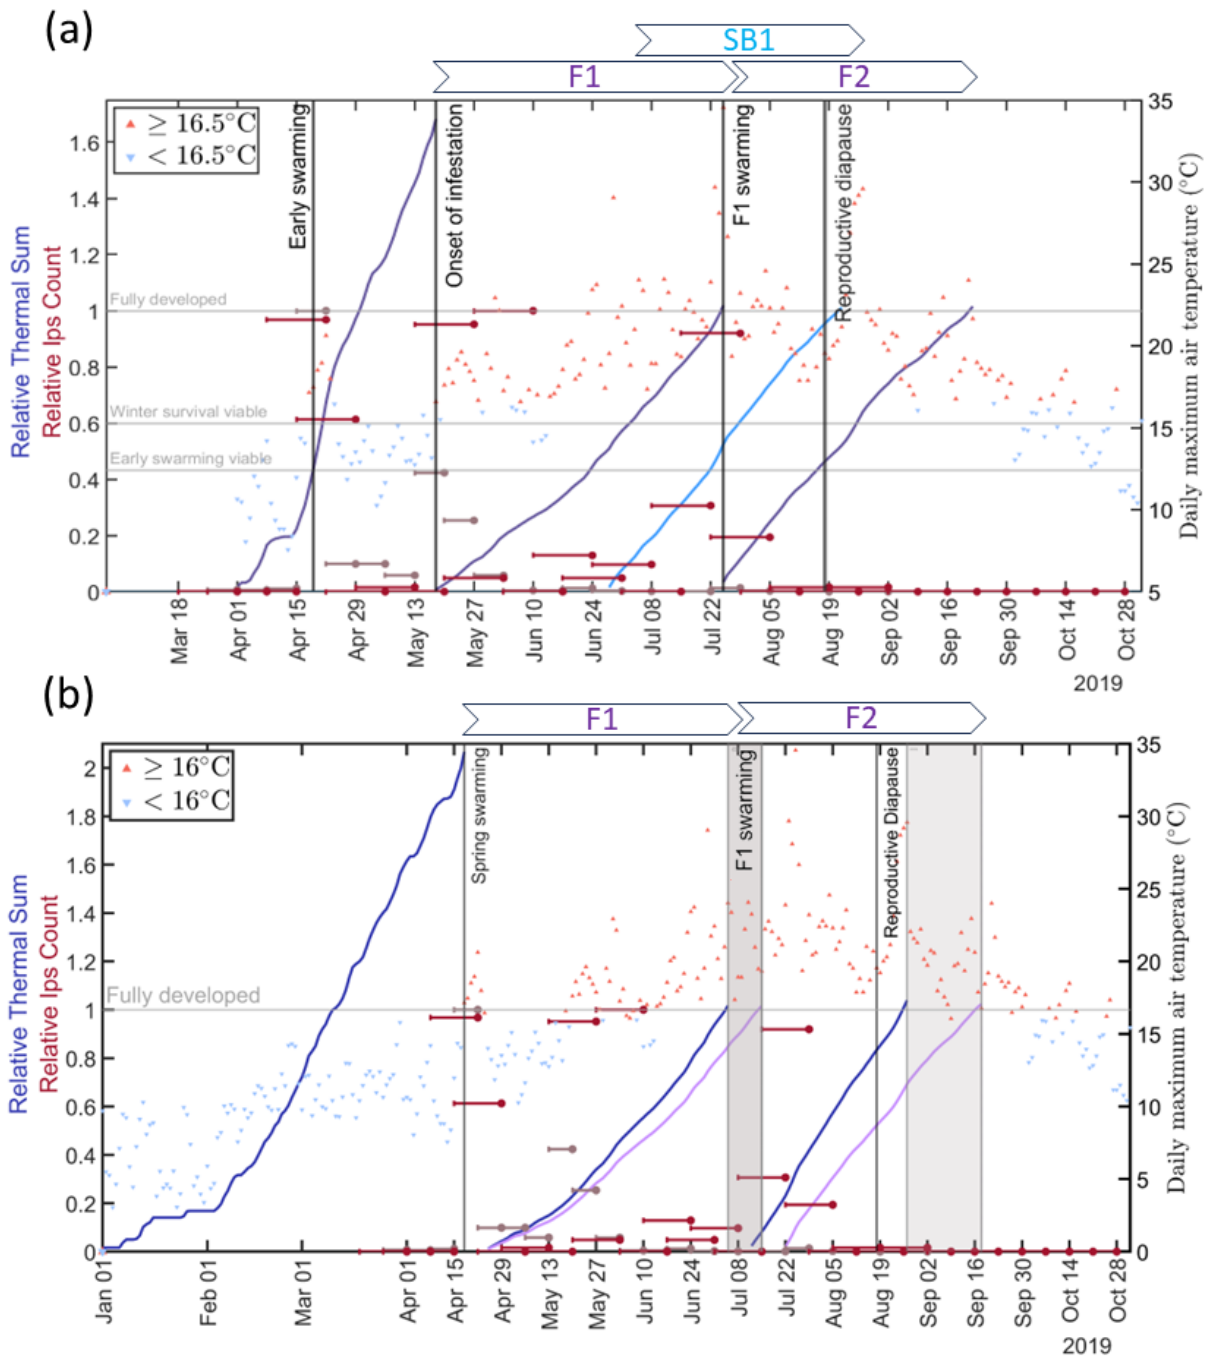 (a)
SB1
F1
F2
≥ 16.5°C
< 16.5°C
Early swarming
Onset of infestation
F1 swarming
Reproductive diapause
Fully developed
Winter survival viable
Early swarming viable
Relative Thermal Sum
Relative Ips Count
Daily maximum air temperature (°C)
1.6
1.4
1.2
1
0.8
0.6
0.4
0.2
0
35
30
25
20
15
10
5
Mar 18
Apr 01
Apr 15
Apr 29
May 13
May 27
Jun 10
Jun 24
Jul 08
Jul 22
Aug 05
Aug 19
Sep 02
Sep 16
Sep 30
Oct 14
Oct 28
2019
(b)
F1
F2
≥ 16°C
< 16°C
Spring swarming
F1 swarming
Reproductive Diapause
Fully developed
Relative Thermal Sum
Relative Ips Count
Daily maximum air temperature (°C)
2
1.8
1.6
1.4
1.2
1
0.8
0.6
0.4
0.2
0
35
30
25
20
15
10
5
0
Jan 01
Feb 01
Mar 01
Apr 01
Apr 15
Apr 29
May 13
May 27
Jun 10
Jun 24
Jul 08
Jul 22
Aug 05
Aug 19
Sep 02
Sep 16
Sep 30
Oct 14
Oct 28
2019